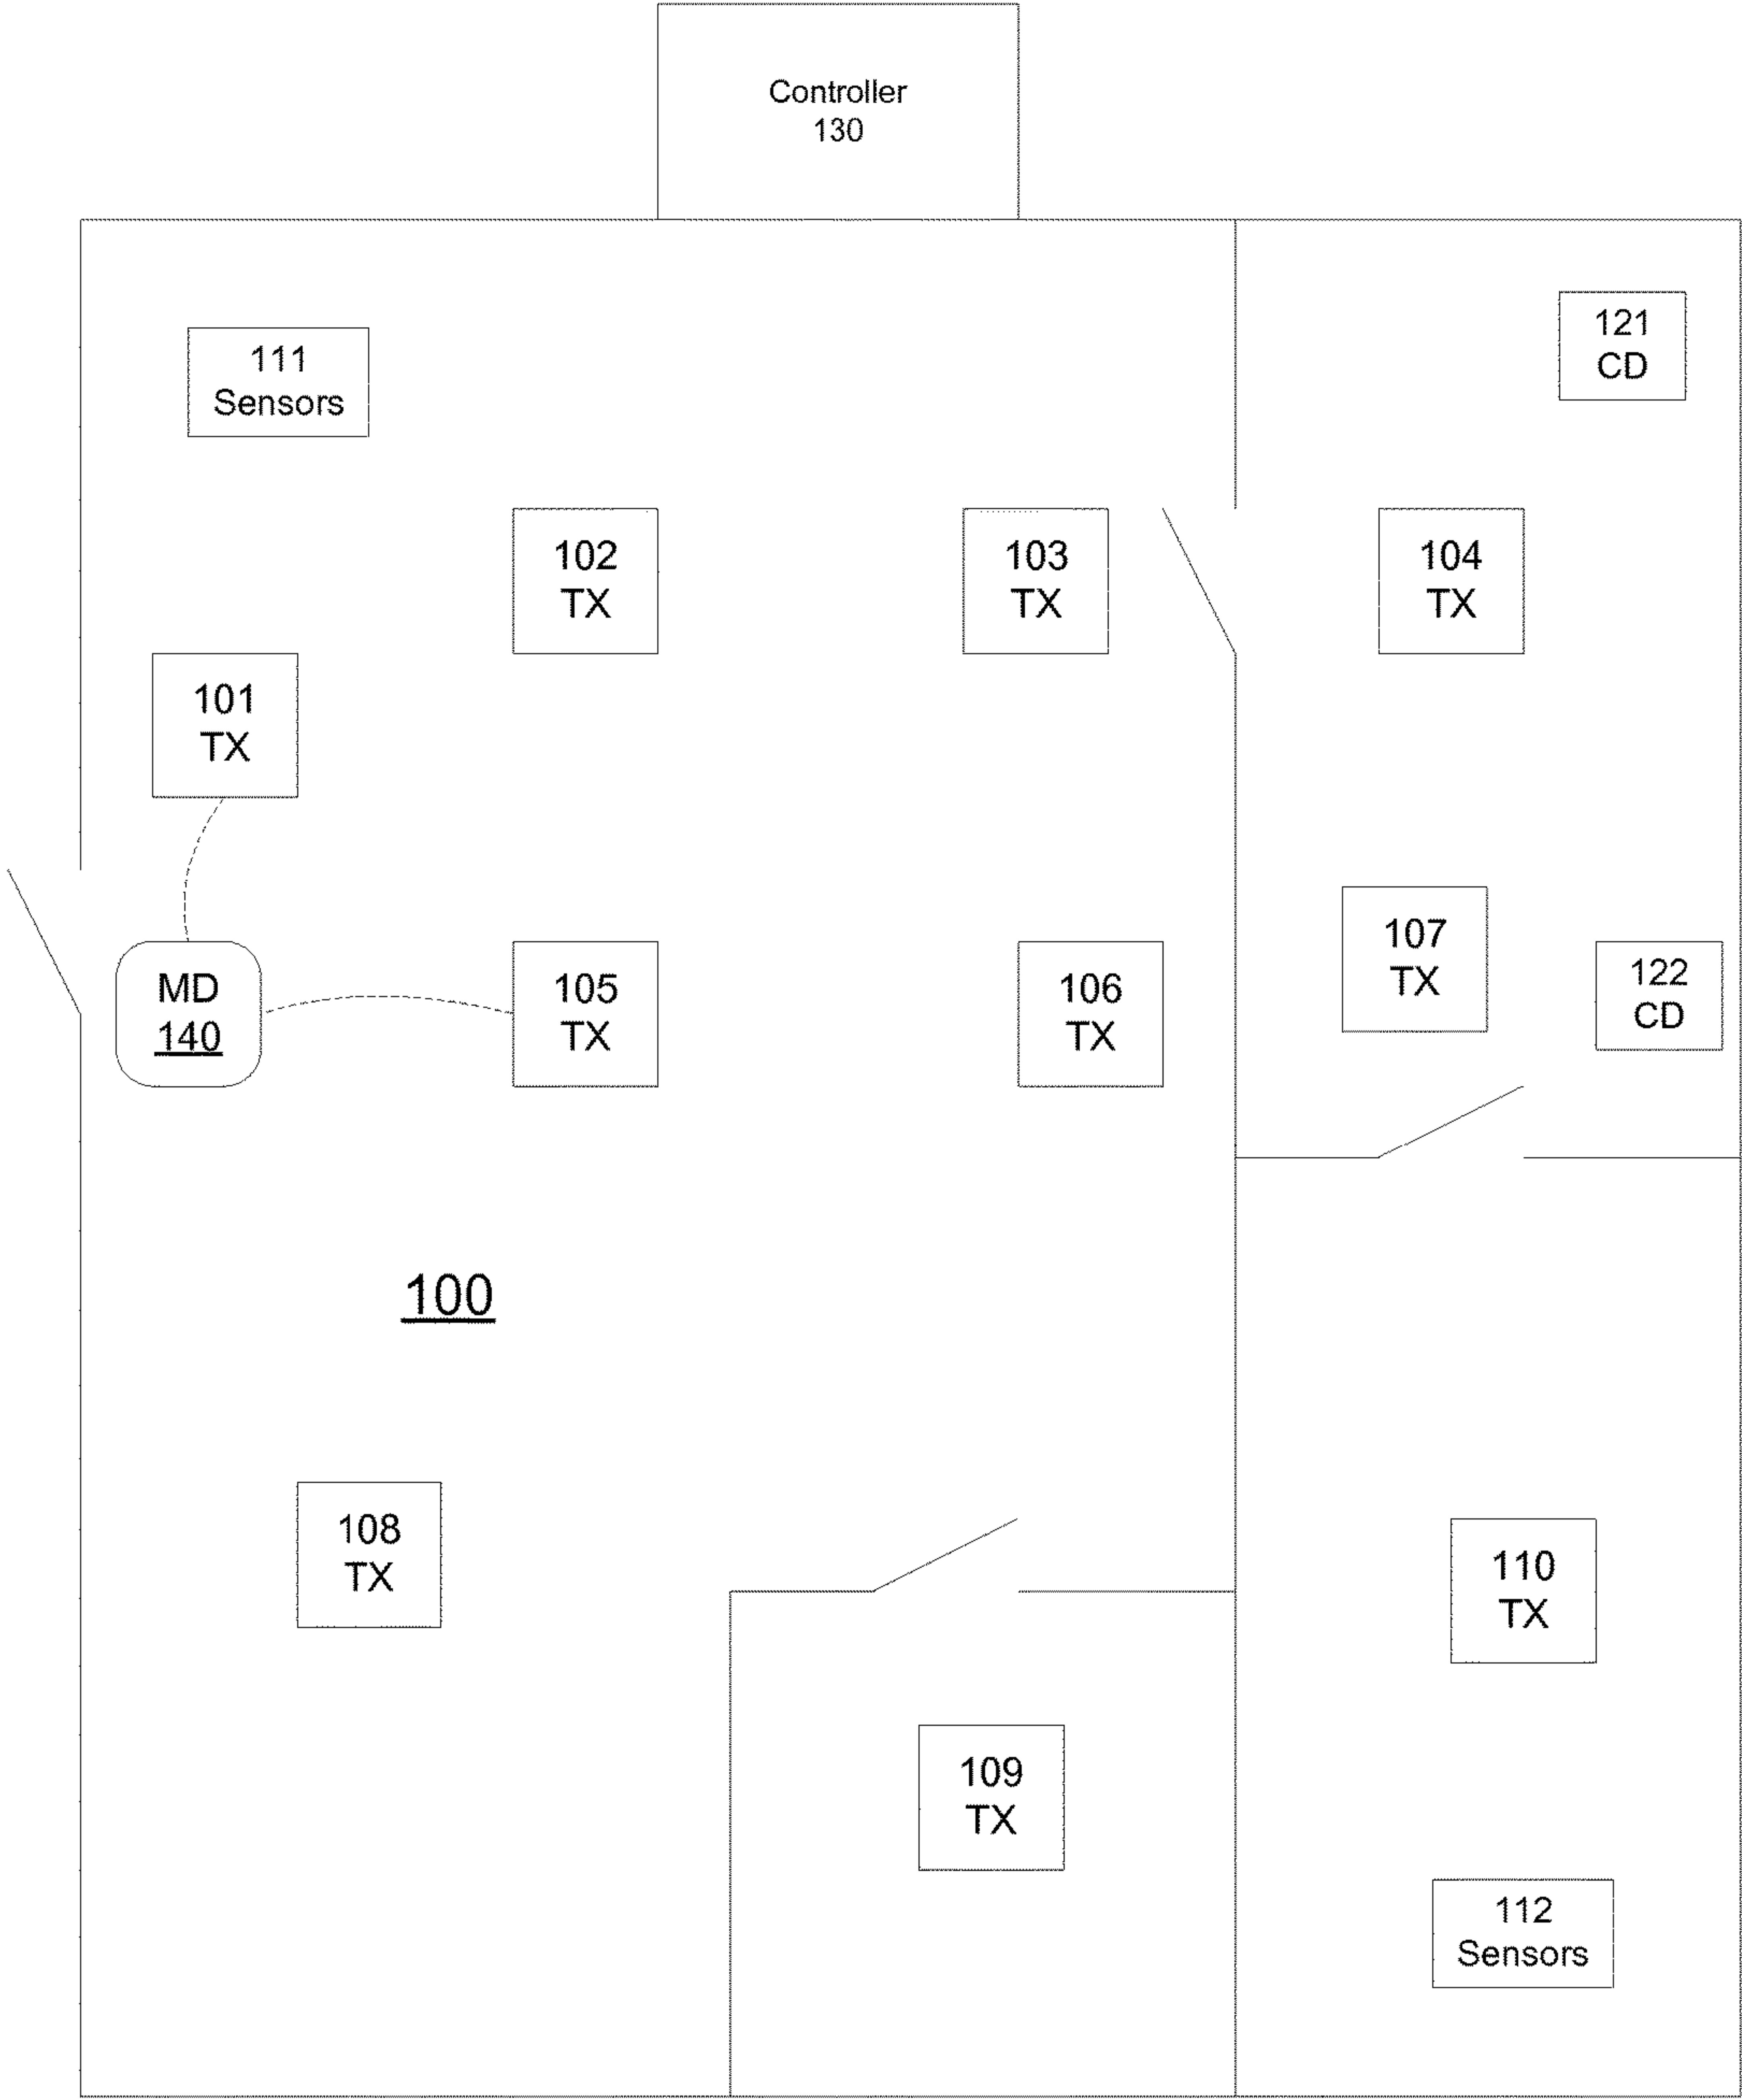 Controller
130
111
Sensors
121
CD
102
TX
103
TX
104
TX
101
TX
MD
140
105
TX
106
TX
107
TX
122
CD
100
108
TX
110
TX
109
TX
112
Sensors